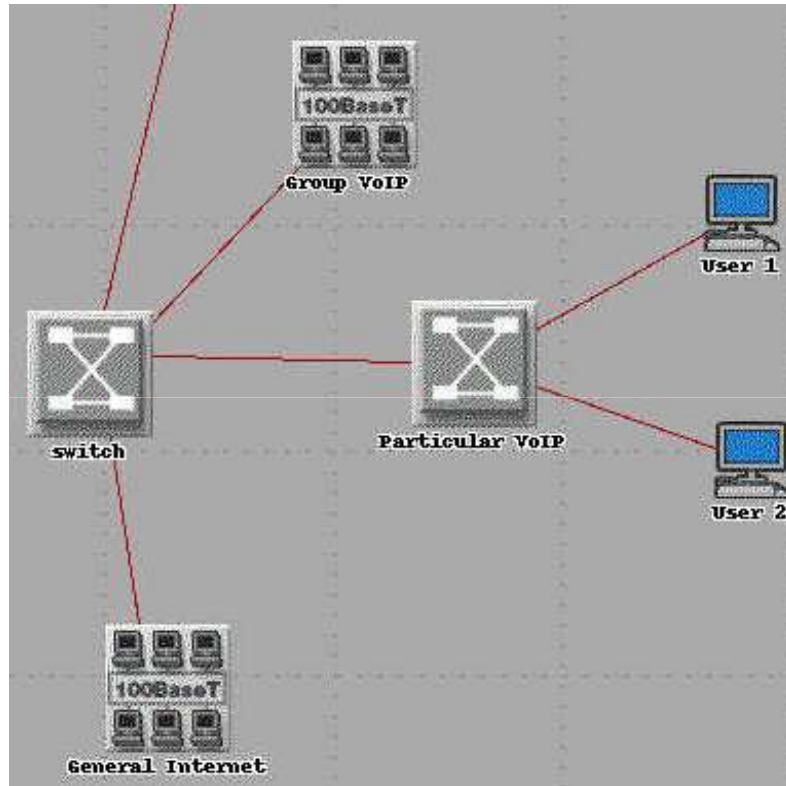 100BaseT
Group VoIP
User 1
switch
Particular VoIP
User 2
100BaseT
General Internet